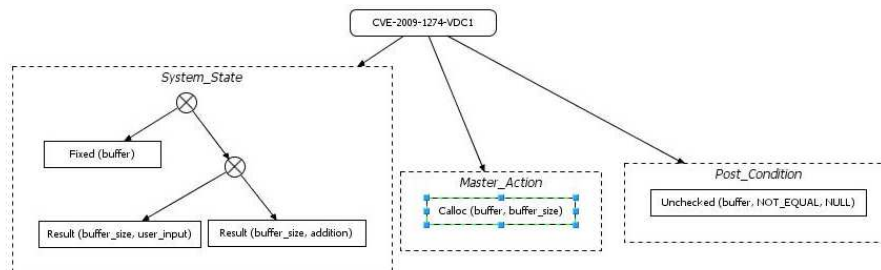 CVE-2009-1274-VDC1
System_State
Fixed (buffer)
Result (buffer_size, user_input)
Result (buffer_size, addition)
Master_Action
Calloc (buffer, buffer_size)
Post_Condition
Unchecked (buffer, NOT_EQUAL, NULL)